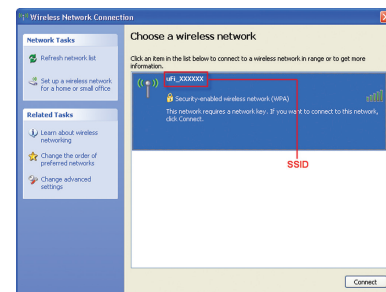 Wireless Network Connection
Network Tasks
Refresh network list
Set up a wireless network
for a home or small office
Related Tasks
Learn about wireless
networking
Change the order of
preferred networks
Change advanced
settings
Choose a wireless network
Click an item in the list below to connect to a wireless network in range or to get more
information.
ufi_XXXXXX
Security-enabled wireless network (WPA)
This network requires a network key. If you want to connect to this network,
click Connect.
SSID
Connect